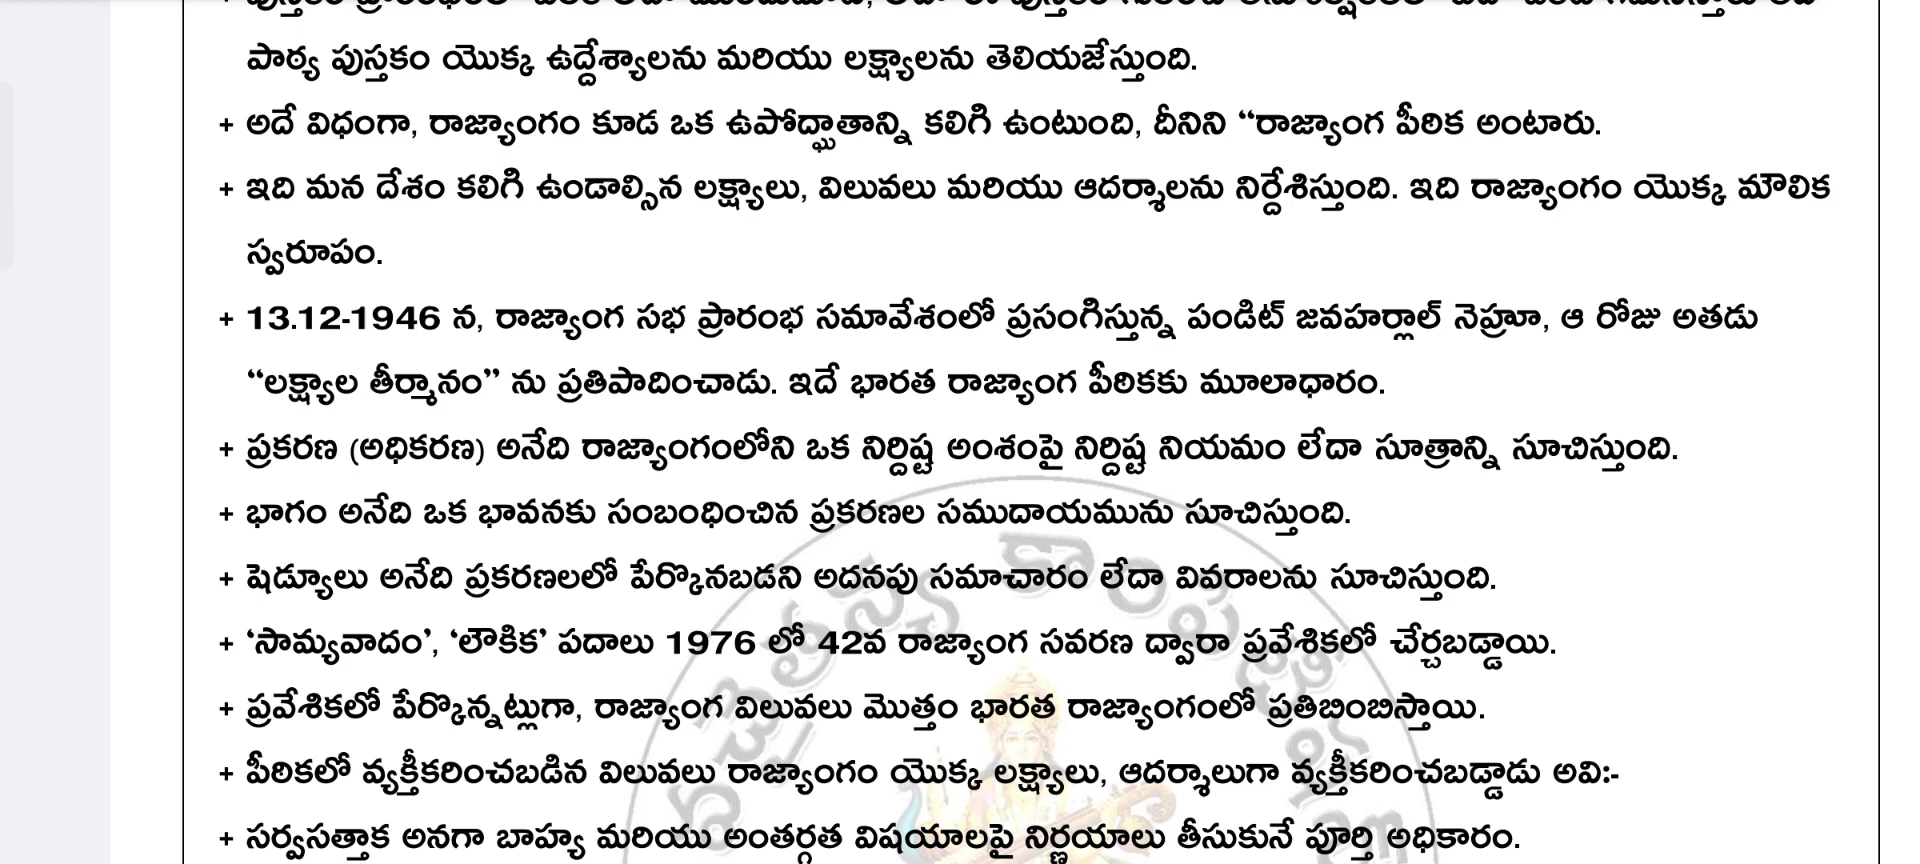 పాఠ్య పుస్తకం యొక్క ఉద్దేశ్యాలను మరియు లక్ష్యాలను తెలియజేస్తుంది.
+ అదే విధంగా, రాజ్యాంగం కూడ ఒక ఉపోద్ఘాతాన్ని కలిగి ఉంటుంది, దీనిని “రాజ్యాంగ పీఠిక అంటారు.
+ ఇది మన దేశం కలిగి ఉండాల్సిన లక్ష్యాలు, విలువలు మరియు ఆదర్శాలను నిర్దేశిస్తుంది. ఇది రాజ్యాంగం యొక్క మౌలిక
స్వరూపం.
+ 13.12-1946 న, రాజ్యాంగ సభ ప్రారంభ సమావేశంలో ప్రసంగిస్తున్న పండిట్ జవహర్లాల్ నెహ్రూ, ఆ రోజు అతడు
“లక్ష్యాల తీర్మానం” ను ప్రతిపాదించాడు. ఇదే భారత రాజ్యాంగ పీఠికకు మూలాధారం.
+ ప్రకరణ (అధికరణ) అనేది రాజ్యాంగంలోని ఒక నిర్దిష్ట అంశంపై నిర్దిష్ట నియమం లేదా సూత్రాన్ని సూచిస్తుంది.
+ భాగం అనేది ఒక భావనకు సంబంధించిన ప్రకరణల సముదాయమును సూచిస్తుంది.
+ షెడ్యూలు అనేది ప్రకరణలలో పేర్కొనబడని అదనపు సమాచారం లేదా వివరాలను సూచిస్తుంది.
+ ‘సామ్యవాదం’, ‘లౌకిక’ పదాలు 1976 లో 42వ రాజ్యాంగ సవరణ ద్వారా ప్రవేశికలో చేర్చబడ్డాయి.
+ ప్రవేశికలో పేర్కొన్నట్లుగా, రాజ్యాంగ విలువలు మొత్తం భారత రాజ్యాంగంలో ప్రతిబింబిస్తాయి.
+ పీఠికలో వ్యక్తీకరించబడిన విలువలు రాజ్యాంగం యొక్క లక్ష్యాలు, ఆదర్శాలుగా వ్యక్తీకరించబడ్డాడు అవి:-
+ సర్వసత్తాక అనగా బాహ్య మరియు అంతర్గత విషయాలపై నిర్ణయాలు తీసుకునే పూర్తి అధికారం.